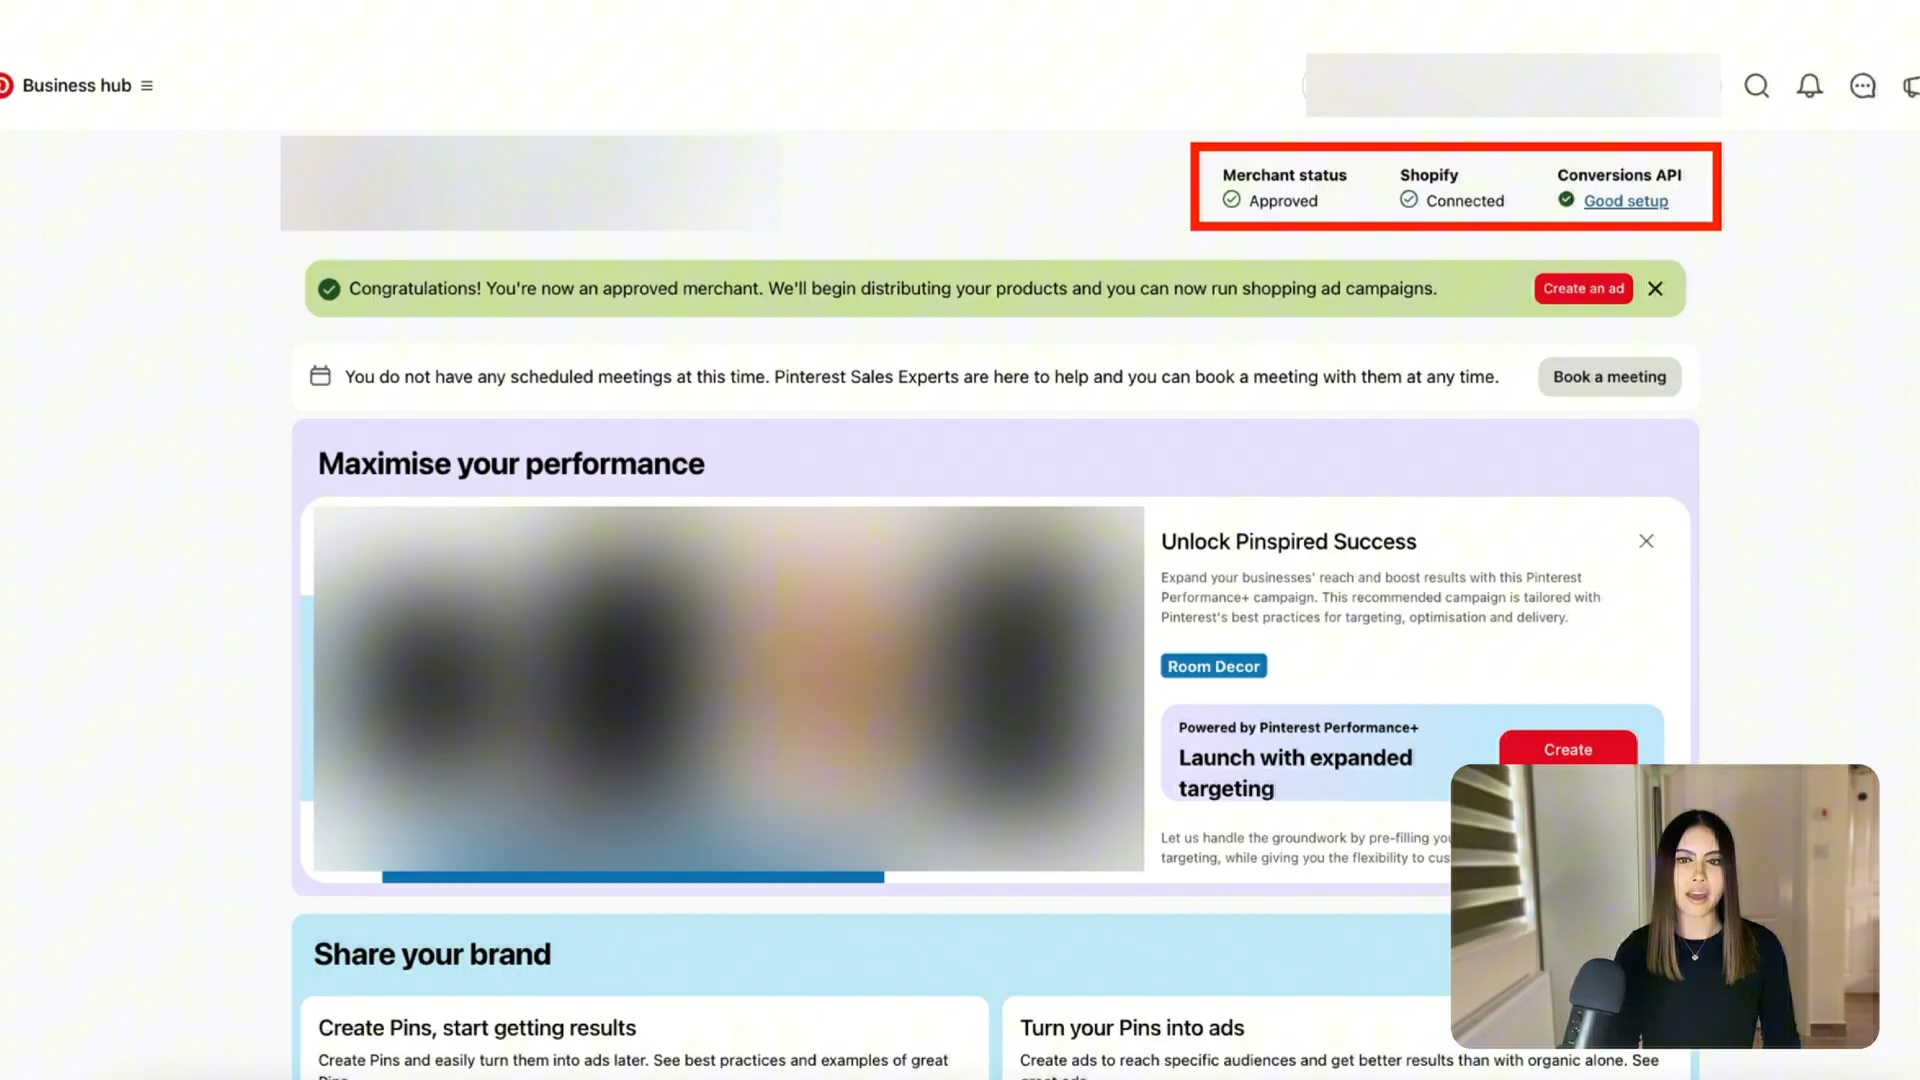 Business hub
Merchant status
Approved
Shopify
Connected
Conversions API
Good setup
Congratulations! You're now an approved merchant. We'll begin distributing your products and you can now run shopping ad campaigns.
Create an ad
You do not have any scheduled meetings at this time. Pinterest Sales Experts are here to help and you can book a meeting with them at any time.
Book a meeting
Maximise your performance
Unlock Pinspired Success
Expand your businesses' reach and boost results with this Pinterest
Performance+ campaign. This recommended campaign is tailored with
Pinterest's best practices for targeting, optimisation and delivery.
Room Decor
Powered by Pinterest Performance+
Launch with expanded
targeting
Create
Let us handle the groundwork by pre-filling
targeting, while giving you the flexibility to
Share your brand
Create Pins, start getting results
Create Pins and easily turn them into ads later. See best practices and examples of great
Turn your Pins into ads
Create ads to reach specific audiences and get better results than with organic alone. See